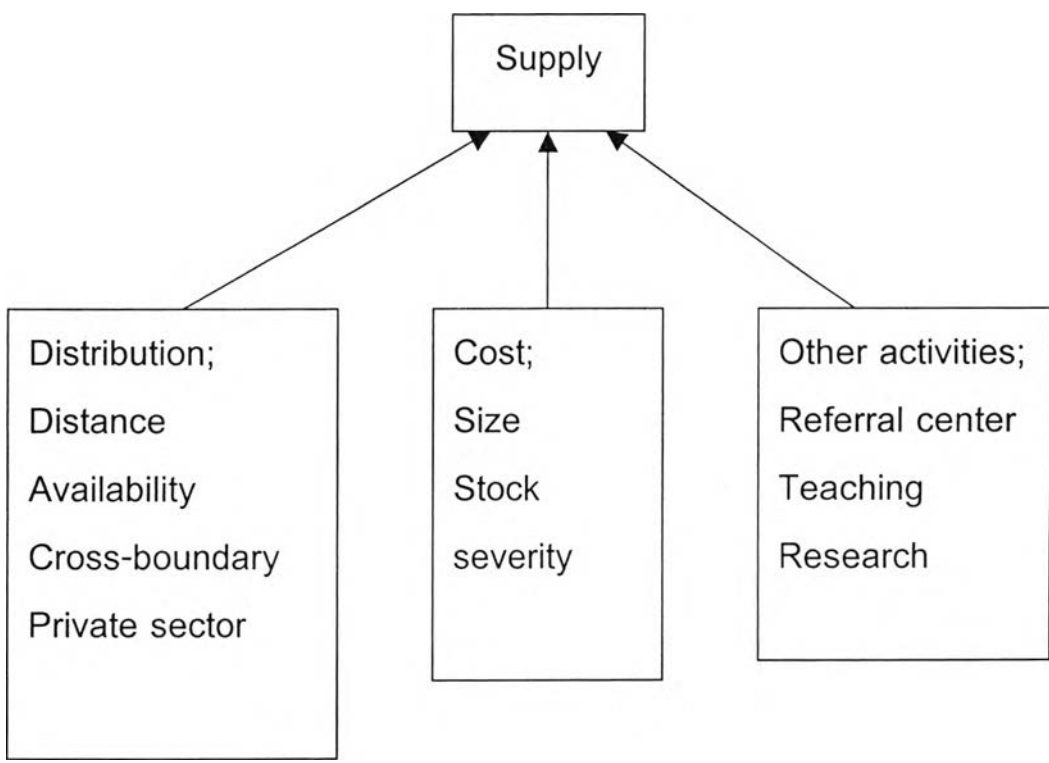 Supply
Distribution;
Distance
Availability
Cross-boundary
Private sector
Cost;
Size
Stock
severity
Other activities;
Referral center
Teaching
Research